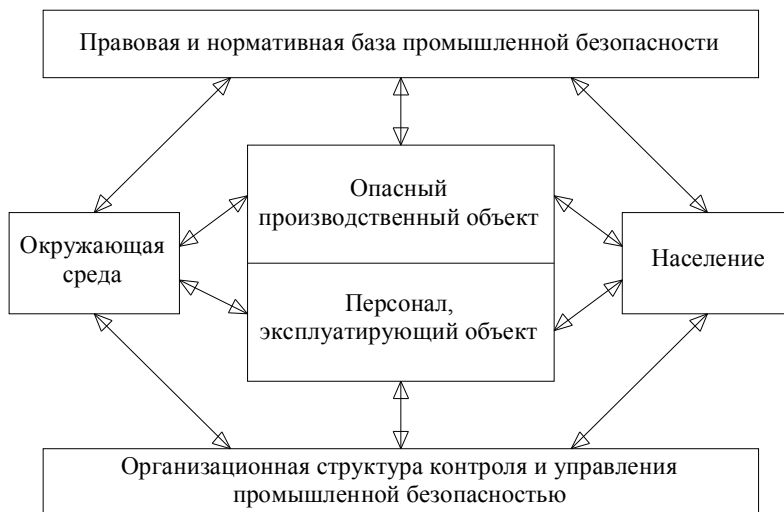 Правовая и нормативная база промышленной безопасности
Опасный
производственный объект
Окружающая
среда
Население
Персонал,
эксплуатирующий объект
Организационная структура контроля и управления
промышленной безопасностью